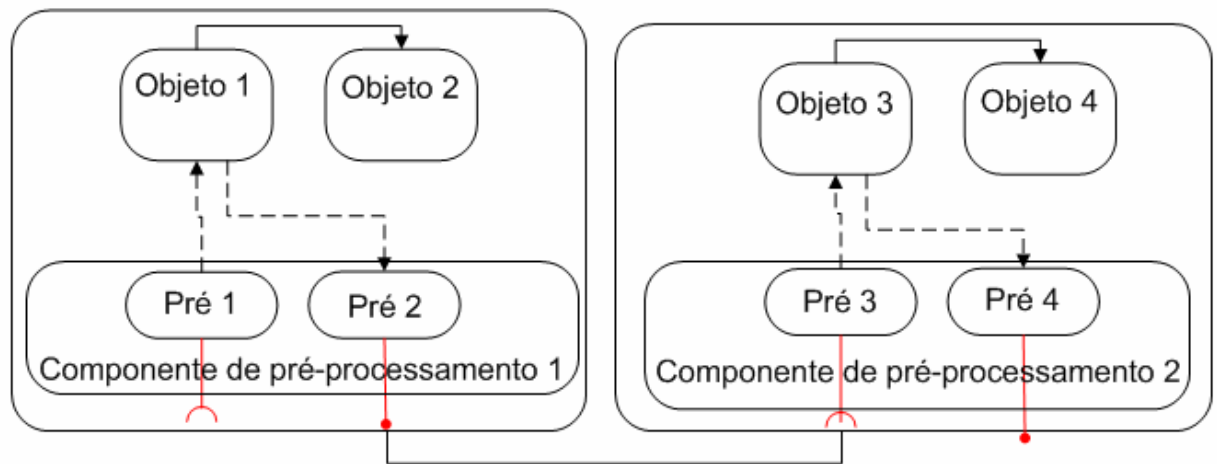 Objeto 1
Objeto 2
Pré 1
Pré 2
Componente de pré-processamento 1
Objeto 3
Objeto 4
Pré 3
Pré 4
Componente de pré-processamento 2